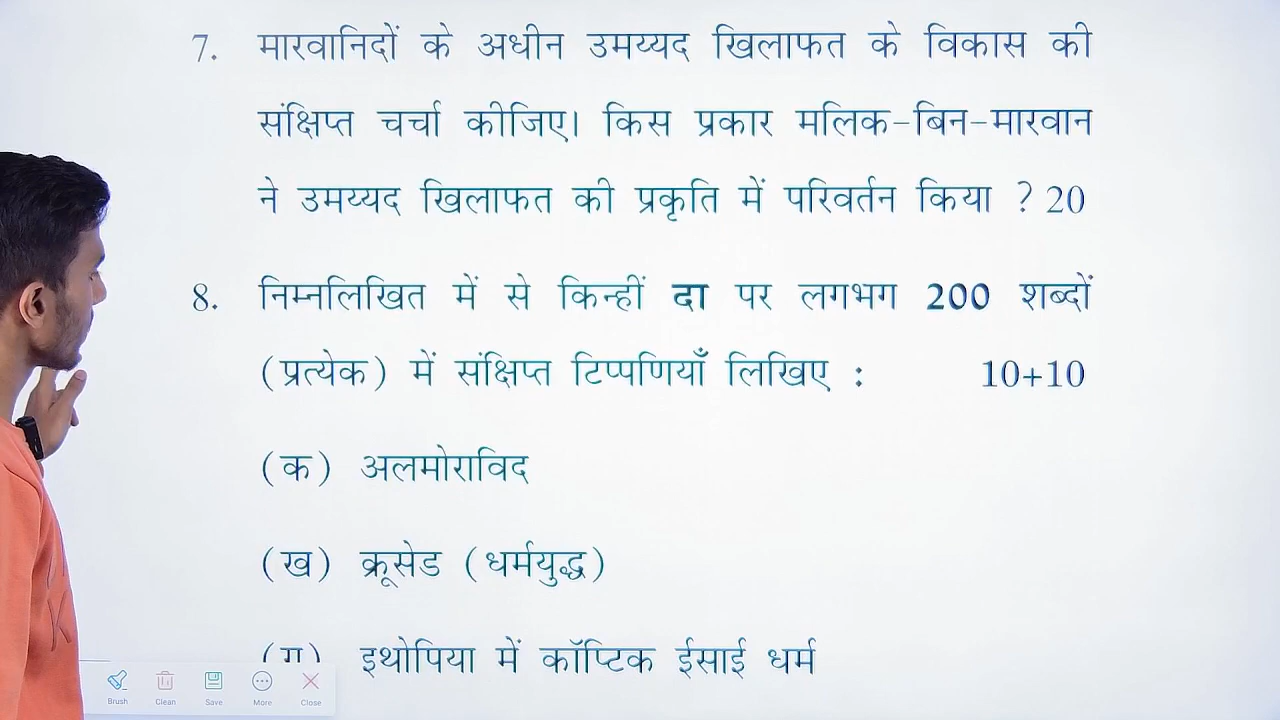 7. मारवानिदों के अधीन उमय्यद खिलाफत के विकास की
संक्षिप्त चर्चा कीजिए। किस प्रकार मलिक-बिन-मारवान
ने उमय्यद खिलाफत की प्रकृति में परिवर्तन किया ? 20
8. निम्नलिखित में से किन्हीं दा पर लगभग 200 शब्दों
(प्रत्येक) में संक्षिप्त टिप्पणियाँ लिखिए : 10+10
(क) अलमोराविद
(ख) क्रूसेड (धर्मयुद्ध)
(ग) इथोपिया में कॉप्टिक ईसाई धर्म
Brush Clean Save More Close